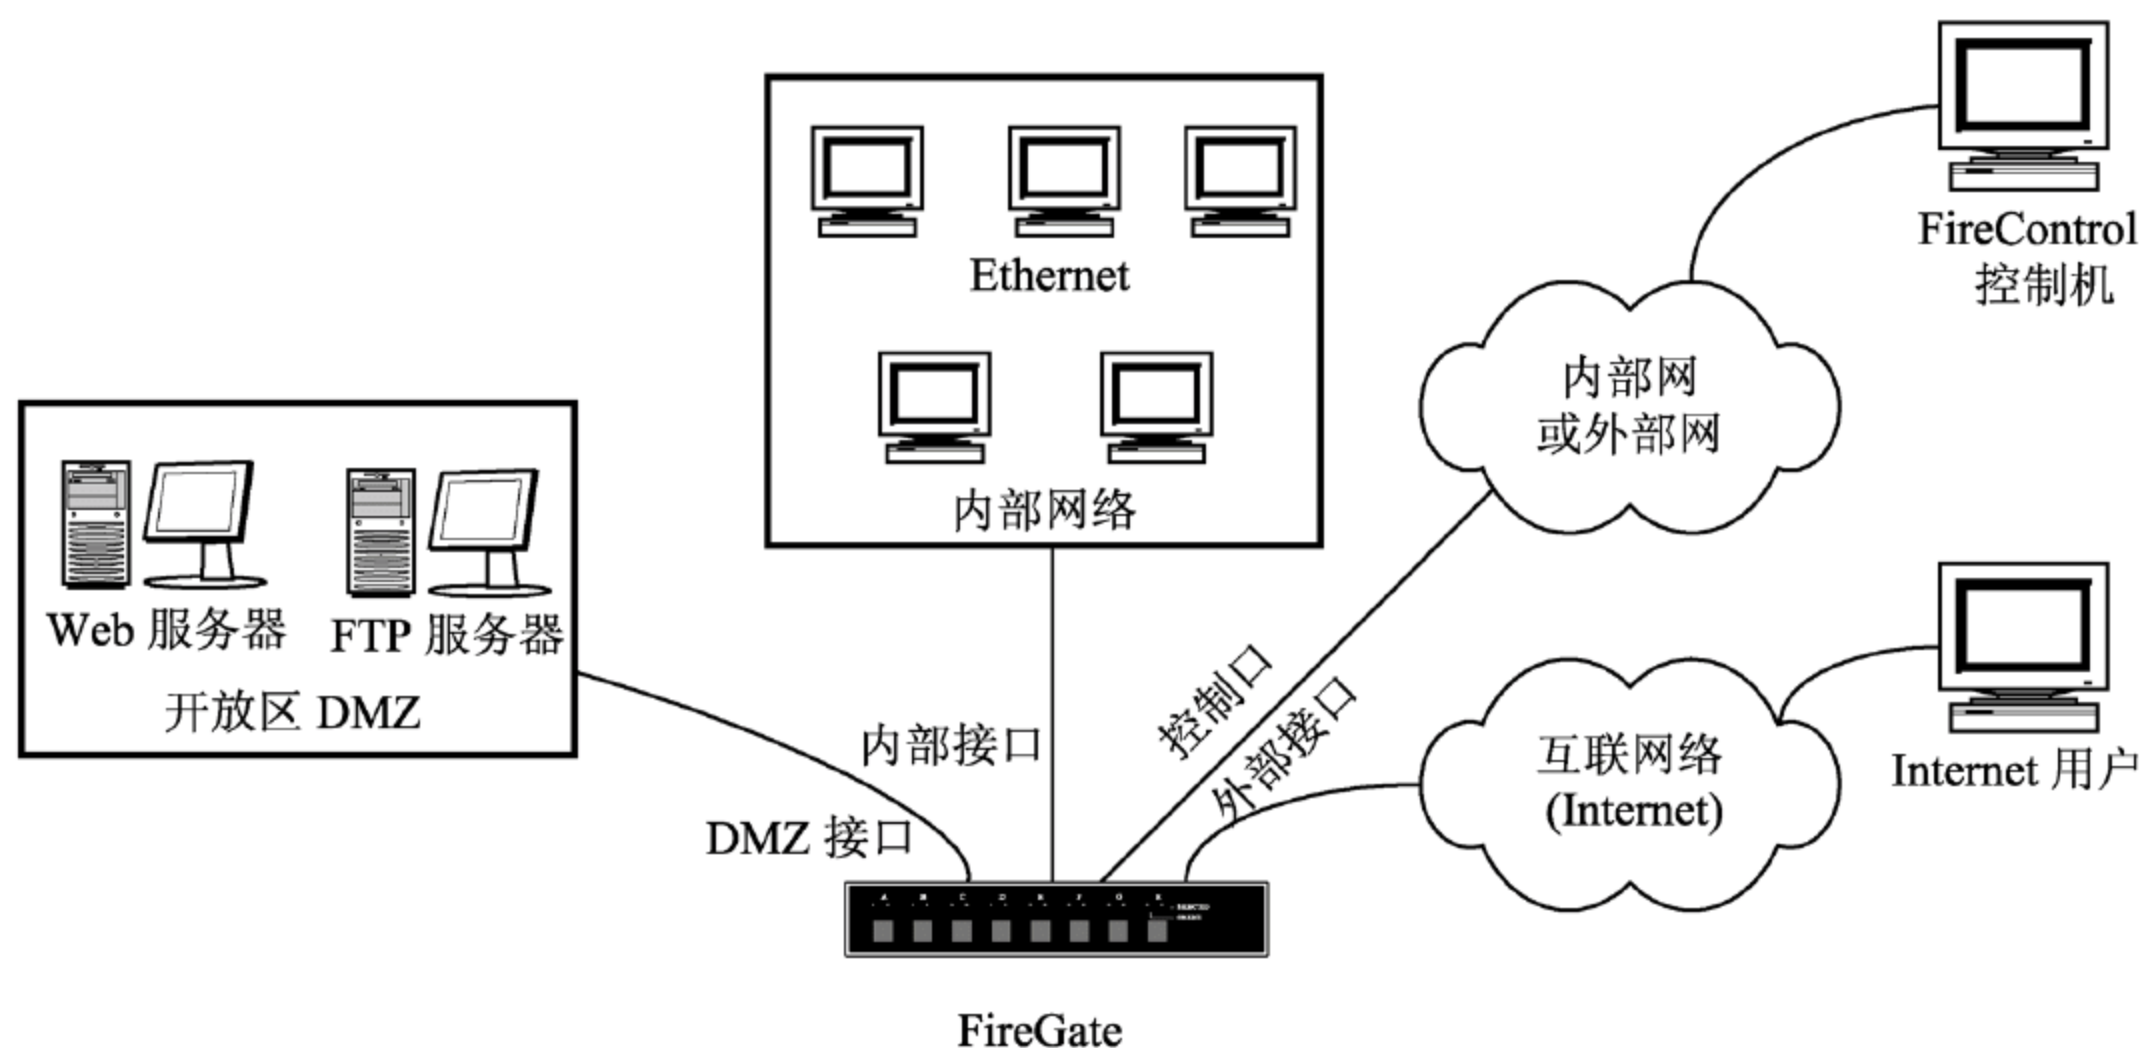 FireControl
控制机
Ethernet
内部网络
内部网
或外部网
Web 服务器
FTP 服务器
开放区 DMZ
内部接口
控制口
外部接口
DMZ 接口
互联网络
(Internet)
Internet 用户
A B C D E F G
FireGate